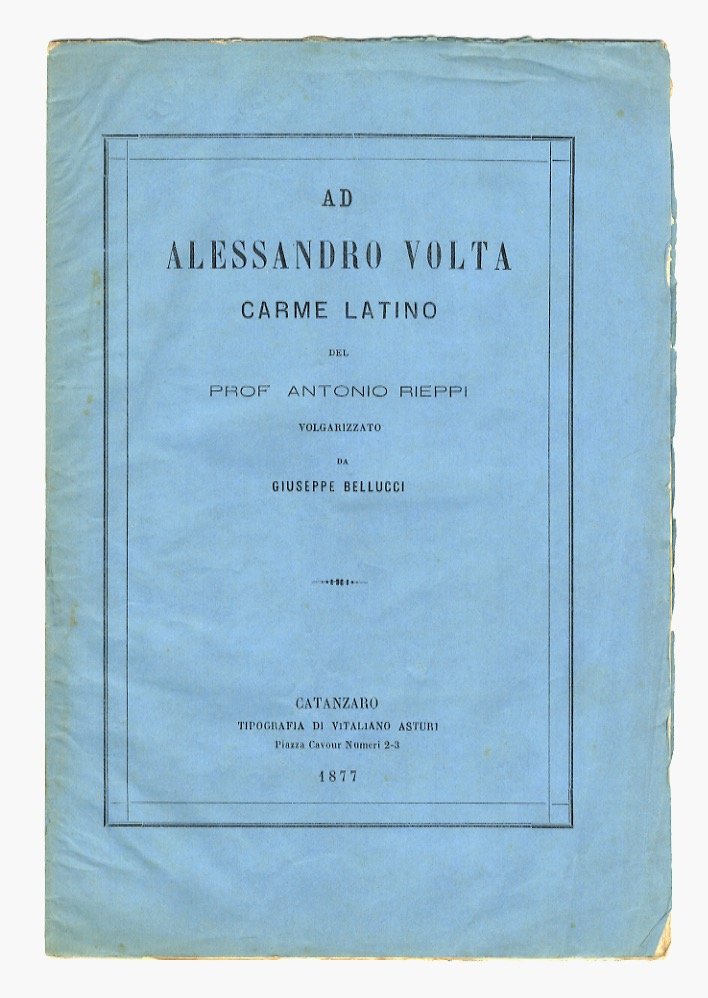 AD
ALESSANDRO VOLTA
CARME LATINO
DEL
PROF ANTONIO RIEPPI
VOLGARIZZATO
DA
GIUSEPPE BELLUCCI
CATANZARO
TIPOGRAFIA DI VITALIANO ASTURI
Piazza Cavour Numeri 2-3
1877